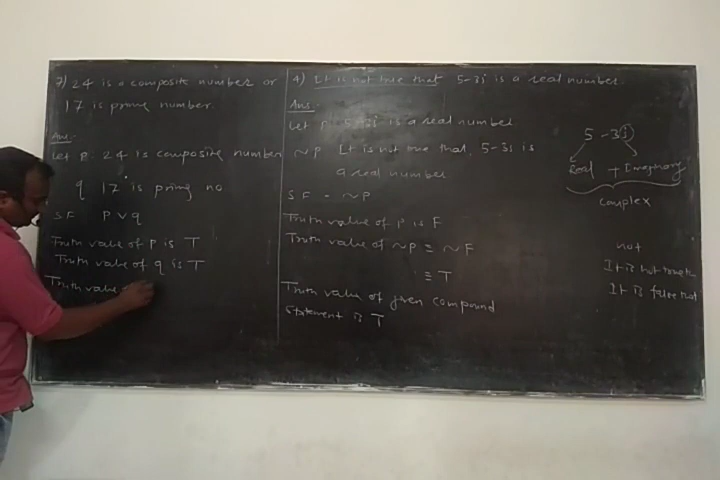 7) 24 is a composite number or
17 is prime number.
Ans:-
Let p: 24 is composite number
q 17 is prime no
SF P v q
Truth value of P is T
Truth value of q is T
Truth value
4) It is not true that 5-3i is a real number.
Ans:-
Let p: 5-3i is a real number
~p It is not true that, 5-3i is
a real number
SF - ~p
Truth value of P is F
Truth value of ~p ≡ ~F
≡ T
Truth value of given compound
statement is T
5 - 3i
Real + Imaginary
complex
not
It is not true
It is false that